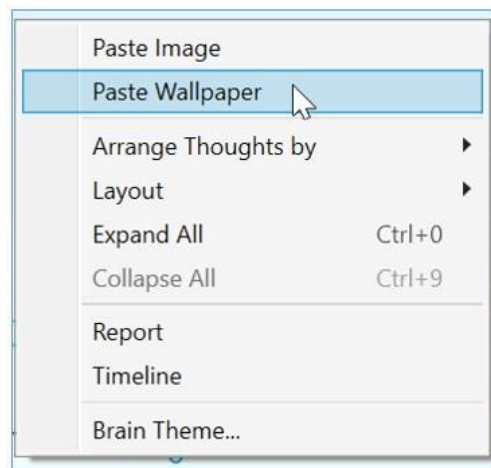 Paste Image
Paste Wallpaper
Arrange Thoughts by
Layout
Expand All Ctrl+0
Collapse All Ctrl+9
Report
Timeline
Brain Theme...